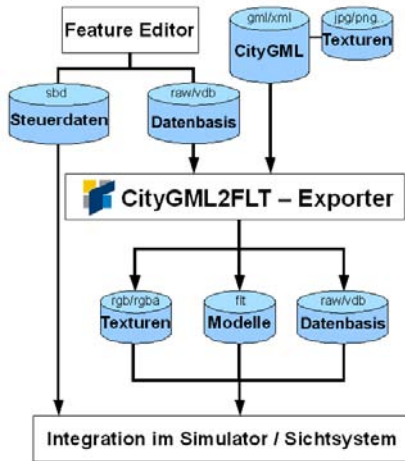 Feature Editor
gml/xml
CityGML
jpg/png..
Texturen
sbd
Steuerdaten
raw/vdb
Datenbasis
CityGML2FLT – Exporter
rgb/rgba
Texturen
flt
Modelle
raw/vdb
Datenbasis
Integration im Simulator / Sichtsystem